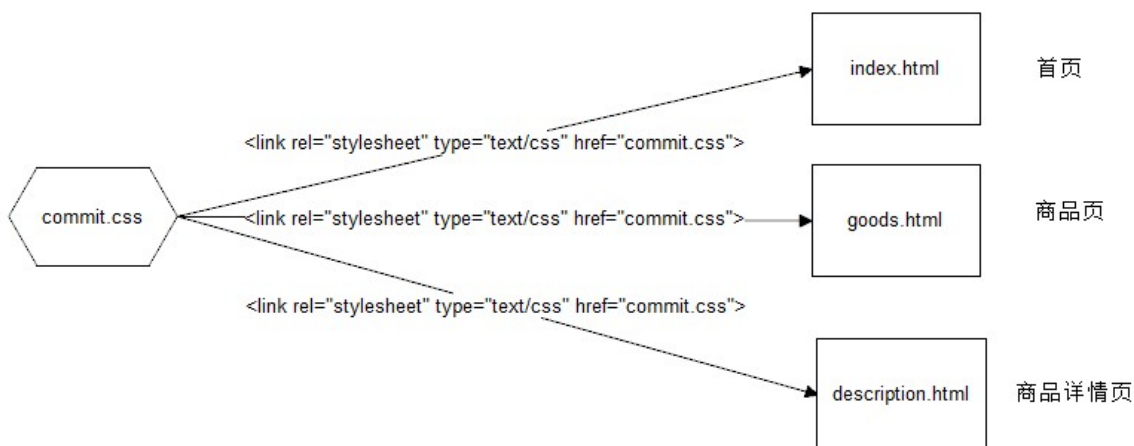 index.html 首页
<link rel="stylesheet" type="text/css" href="commit.css">
commit.css
<link rel="stylesheet" type="text/css" href="commit.css">
goods.html 商品页
<link rel="stylesheet" type="text/css" href="commit.css">
description.html 商品详情页